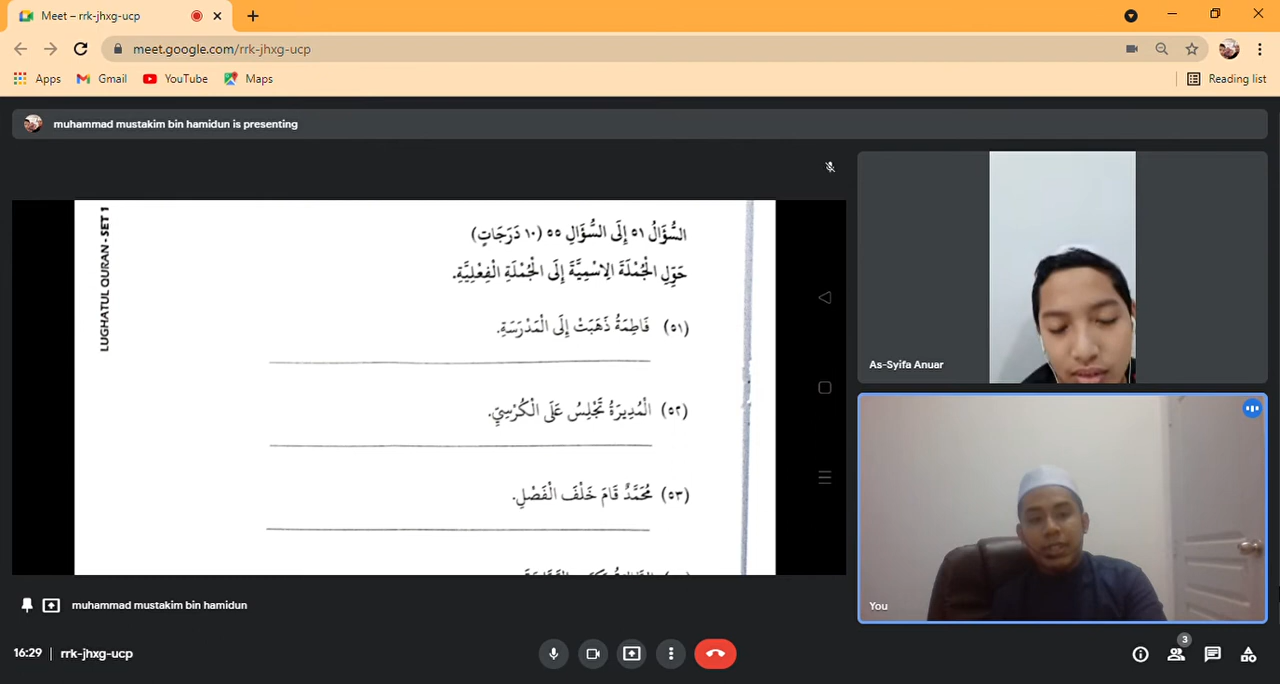 Meet – rrk-jhxg-ucp
meet.google.com/rrk-jhxg-ucp
Apps Gmail YouTube Maps Reading list
muhammad mustakim bin hamidun is presenting
LUGHATUL QURAN - SET 1
السُّؤَالُ ٥١ إِلَى السُّؤَالِ ٥٥ (١٠ دَرَجَاتٍ)
حَوِّلِ الْجُمْلَةَ الِاسْمِيَّةَ إِلَى الْجُمْلَةِ الْفِعْلِيَّةِ.
(٥١) فَاطِمَةُ ذَهَبَتْ إِلَى الْمَدْرَسَةِ.
(٥٢) الْمُدِيرَةُ تَجْلِسُ عَلَى الْكُرْسِيِّ.
(٥٣) مُحَمَّدٌ قَامَ خَلْفَ الْفَصْلِ.
As-Syifa Anuar
You
muhammad mustakim bin hamidun
16:29 | rrk-jhxg-ucp
3